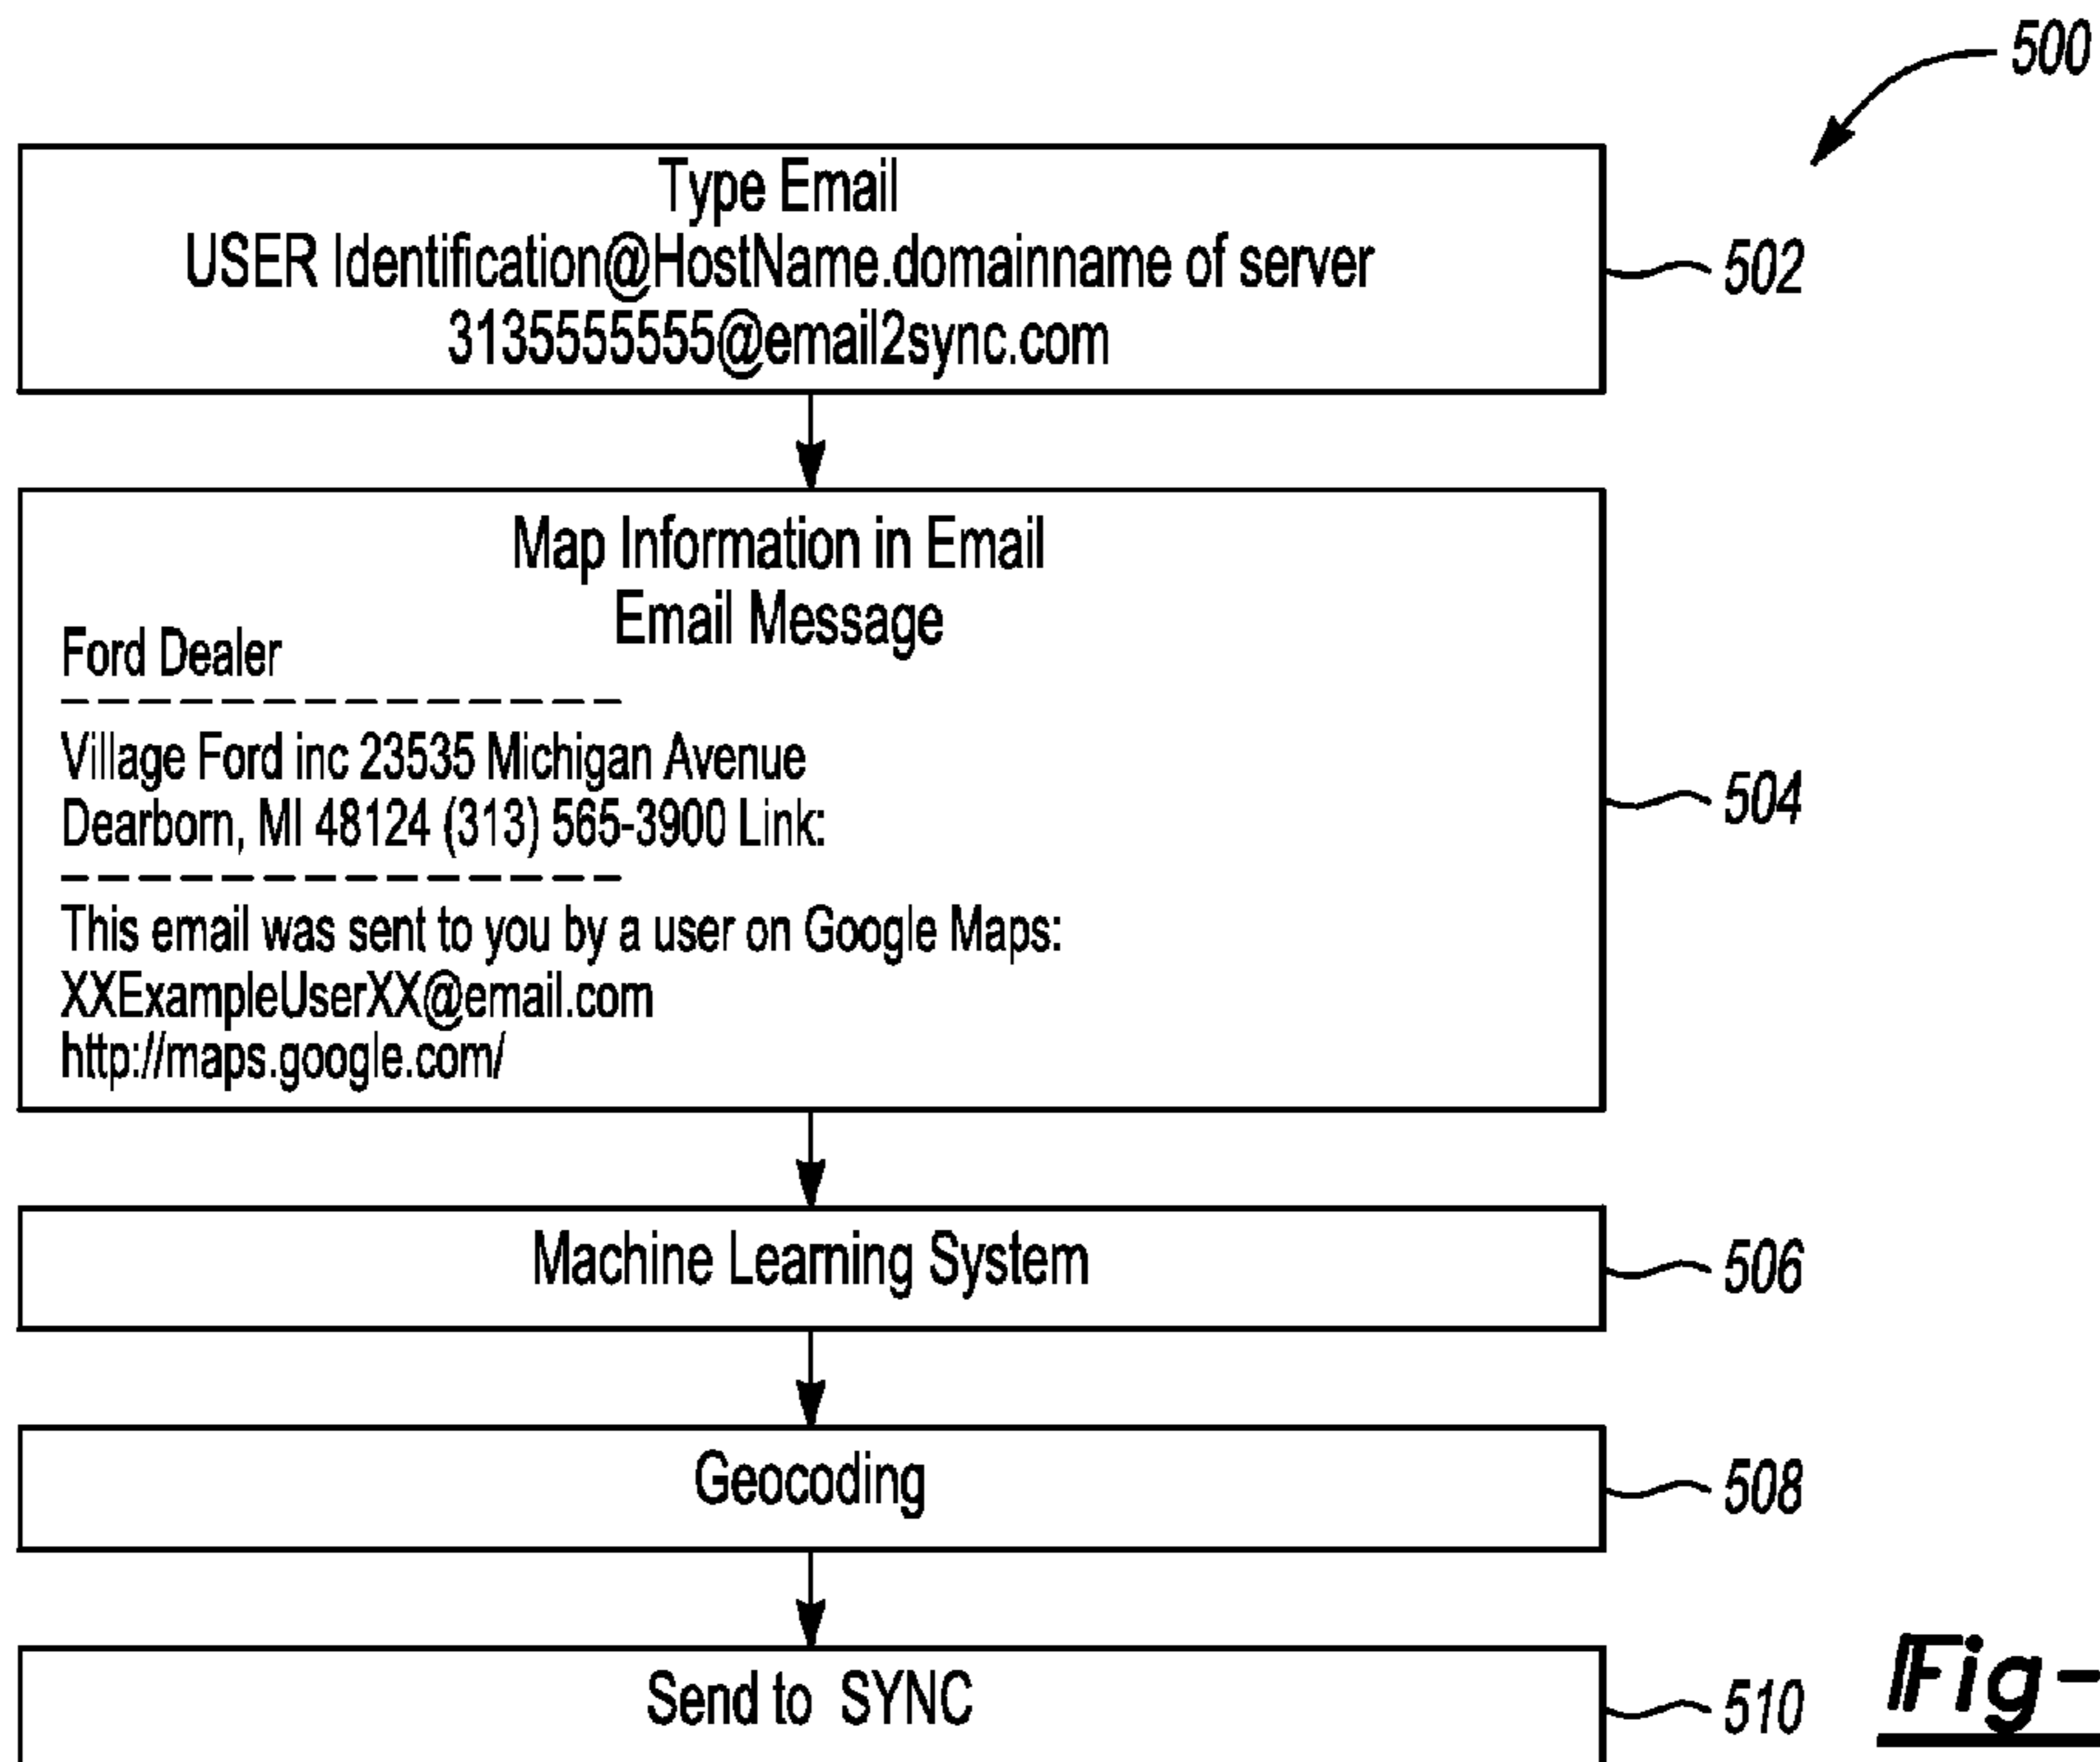 500
Type Email
USER Identification@HostName.domainname of server
3135555555@email2sync.com
502
Map Information in Email
Email Message
Ford Dealer
– – – – – – – – – – – – – –
Village Ford inc 23535 Michigan Avenue
Dearborn, MI 48124 (313) 565-3900 Link:
– – – – – – – – – – – – – –
This email was sent to you by a user on Google Maps:
XXExampleUserXX@email.com
http://maps.google.com/
504
Machine Learning System
506
Geocoding
508
Send to SYNC
510
Fig-